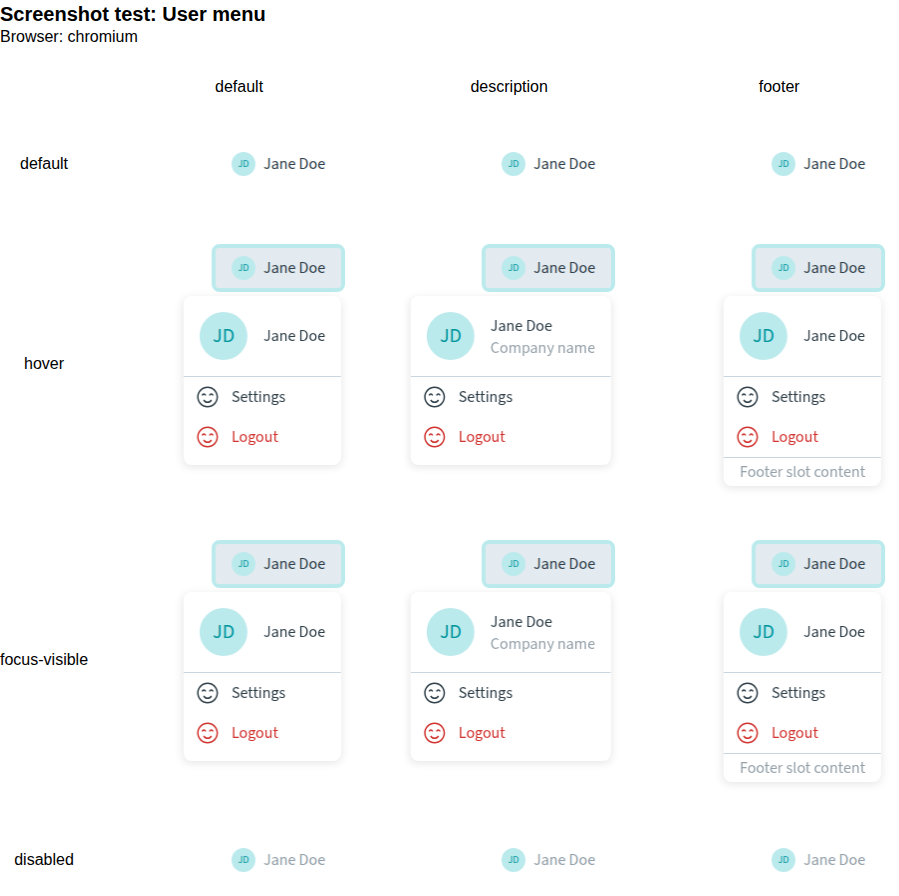 Screenshot test: User menu
Browser: chromium
default description footer
default JD Jane Doe JD Jane Doe JD Jane Doe
JD Jane Doe JD Jane Doe JD Jane Doe
hover
JD Jane Doe
Settings
Logout
JD Jane Doe
Company name
Settings
Logout
JD Jane Doe
Settings
Logout
Footer slot content
JD Jane Doe JD Jane Doe JD Jane Doe
focus-visible
JD Jane Doe
Settings
Logout
JD Jane Doe
Company name
Settings
Logout
JD Jane Doe
Settings
Logout
Footer slot content
disabled JD Jane Doe JD Jane Doe JD Jane Doe